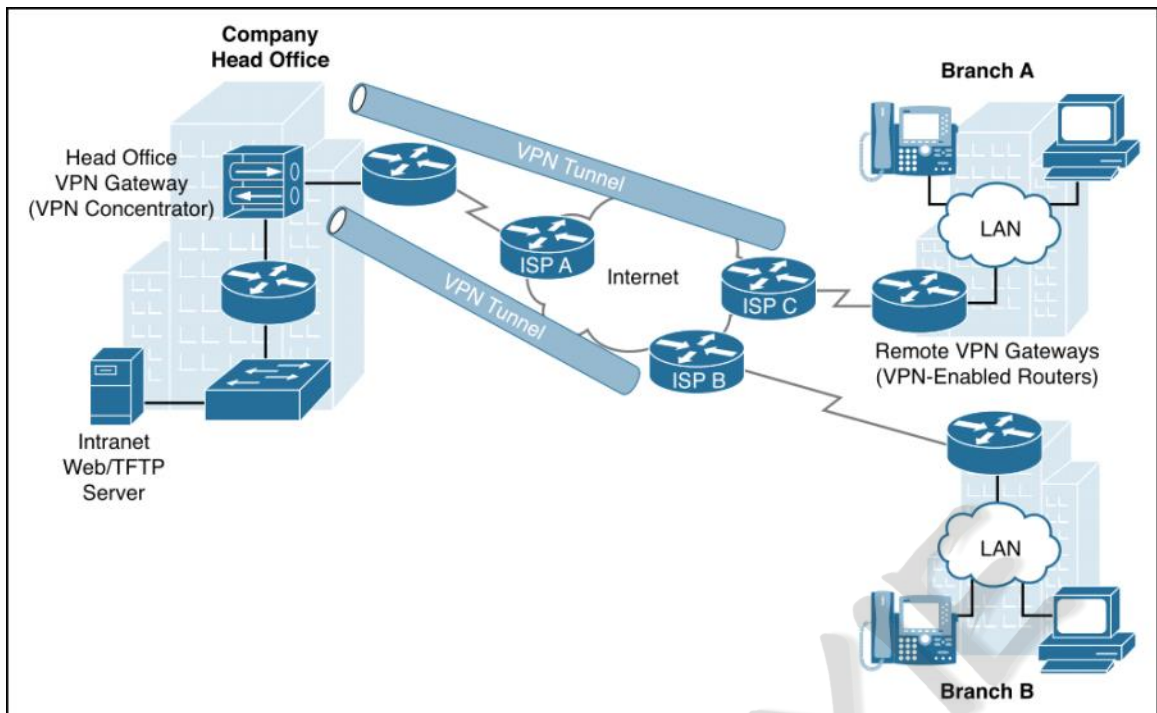 Company
Head Office
Head Office
VPN Gateway
(VPN Concentrator)
VPN Tunnel
VPN Tunnel
ISP A
Internet
ISP C
ISP B
Branch A
LAN
Remote VPN Gateways
(VPN-Enabled Routers)
Intranet
Web/TFTP
Server
LAN
Branch B